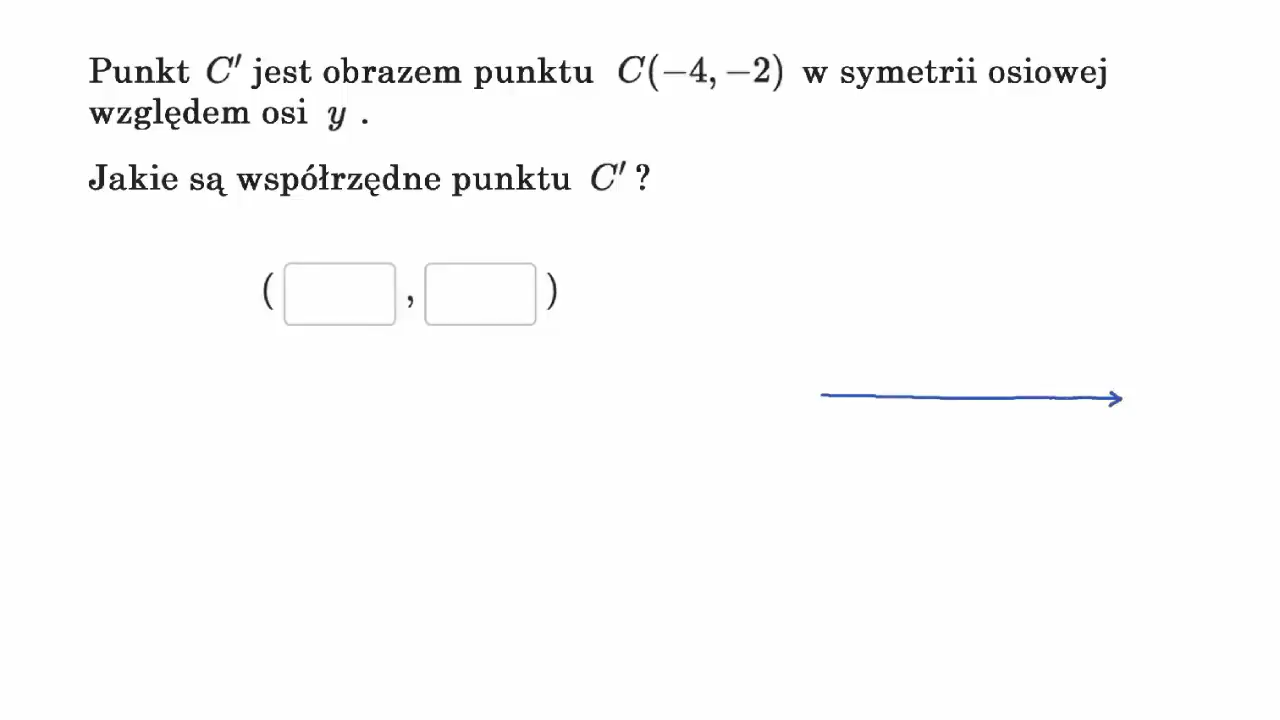 Punkt C′ jest obrazem punktu C(−4, −2) w symetrii osiowej
względem osi y .
Jakie są współrzędne punktu C′ ?
( , )